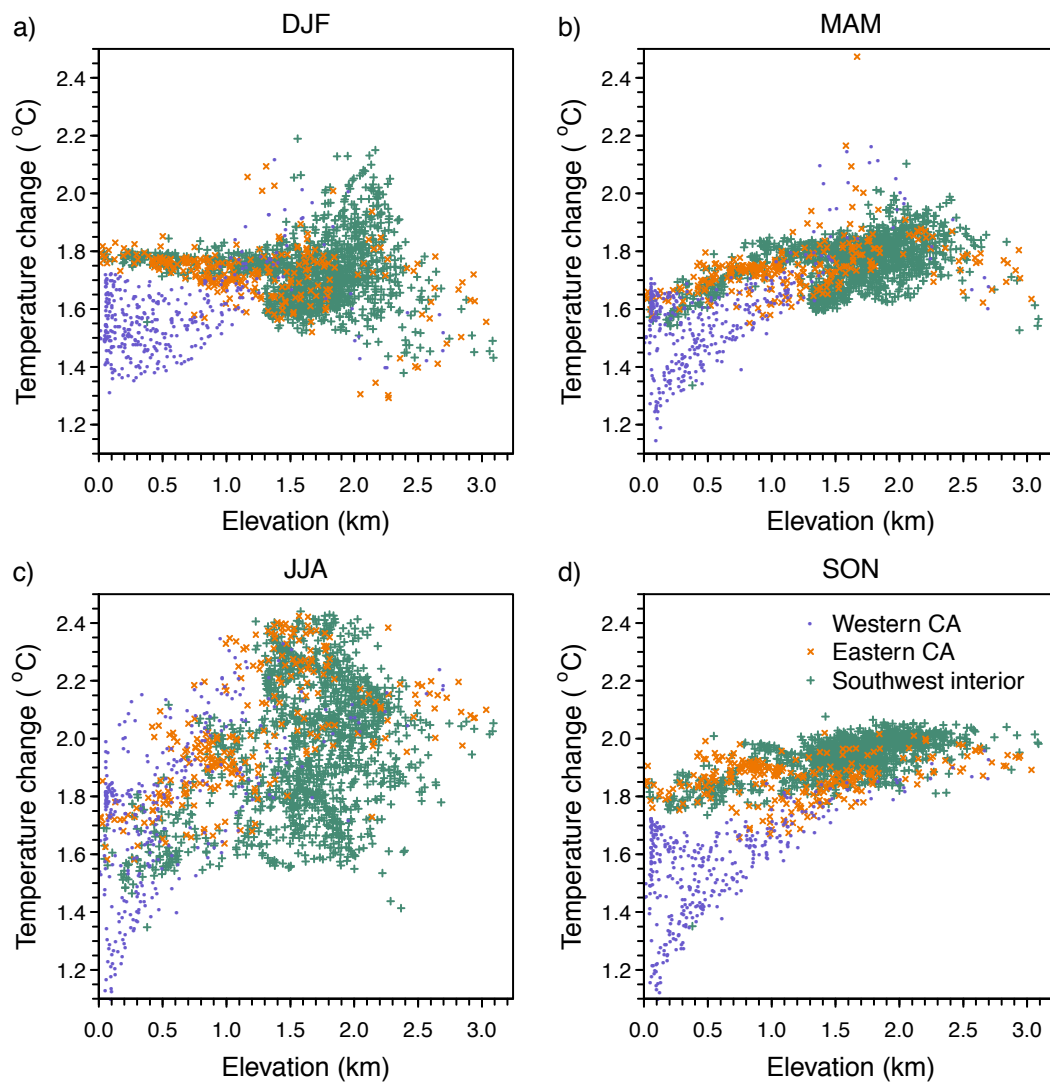 a) DJF
b) MAM
Temperature change ( °C)
2.4
2.2
2.0
1.8
1.6
1.4
1.2
0.0 0.5 1.0 1.5 2.0 2.5 3.0
Elevation (km)
Temperature change ( °C)
2.4
2.2
2.0
1.8
1.6
1.4
1.2
0.0 0.5 1.0 1.5 2.0 2.5 3.0
Elevation (km)
c) JJA
d) SON
Temperature change ( °C)
2.4
2.2
2.0
1.8
1.6
1.4
1.2
0.0 0.5 1.0 1.5 2.0 2.5 3.0
Elevation (km)
Temperature change ( °C)
2.4
2.2
2.0
1.8
1.6
1.4
1.2
0.0 0.5 1.0 1.5 2.0 2.5 3.0
Elevation (km)
Western CA
Eastern CA
Southwest interior